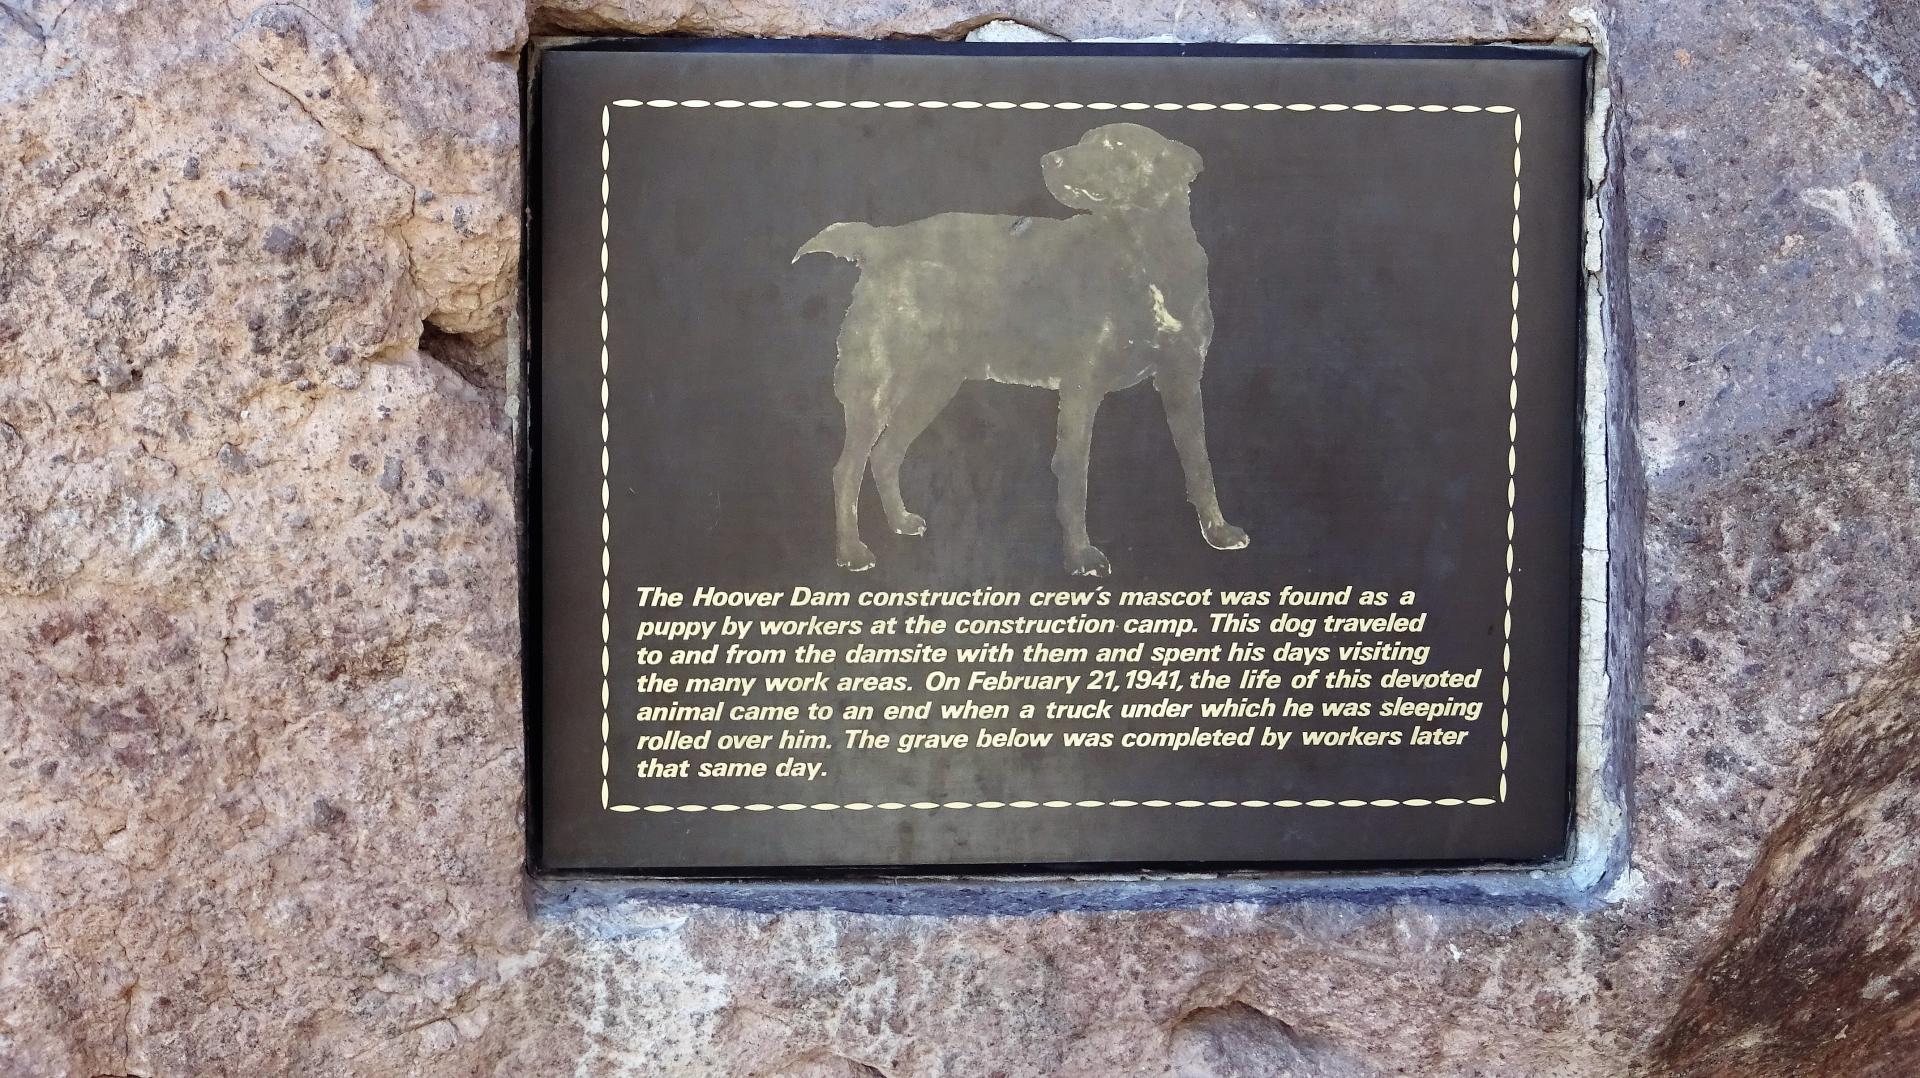 The Hoover Dam construction crew's mascot was found as a
puppy by workers at the construction camp. This dog traveled
to and from the damsite with them and spent his days visiting
the many work areas. On February 21, 1941, the life of this devoted
animal came to an end when a truck under which he was sleeping
rolled over him. The grave below was completed by workers later
that same day.